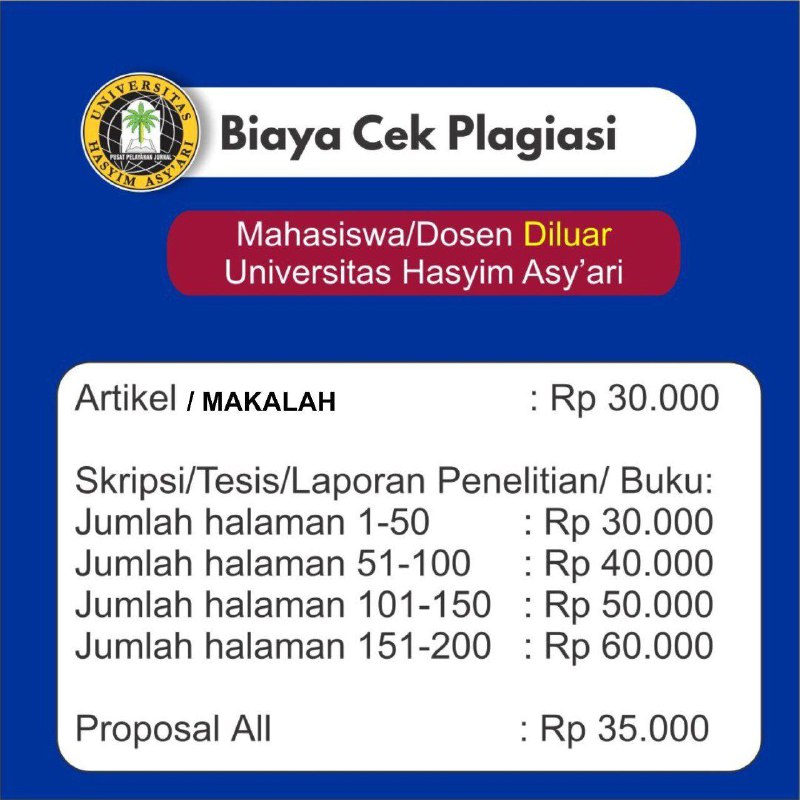 UNIVERSITAS
PUSAT PELAYANAN JURNAL
HASYIM ASY'ARI
Biaya Cek Plagiasi
Mahasiswa/Dosen Diluar
Universitas Hasyim Asy'ari
Artikel / MAKALAH : Rp 30.000
Skripsi/Tesis/Laporan Penelitian/ Buku:
Jumlah halaman 1-50 : Rp 30.000
Jumlah halaman 51-100 : Rp 40.000
Jumlah halaman 101-150 : Rp 50.000
Jumlah halaman 151-200 : Rp 60.000
Proposal All : Rp 35.000